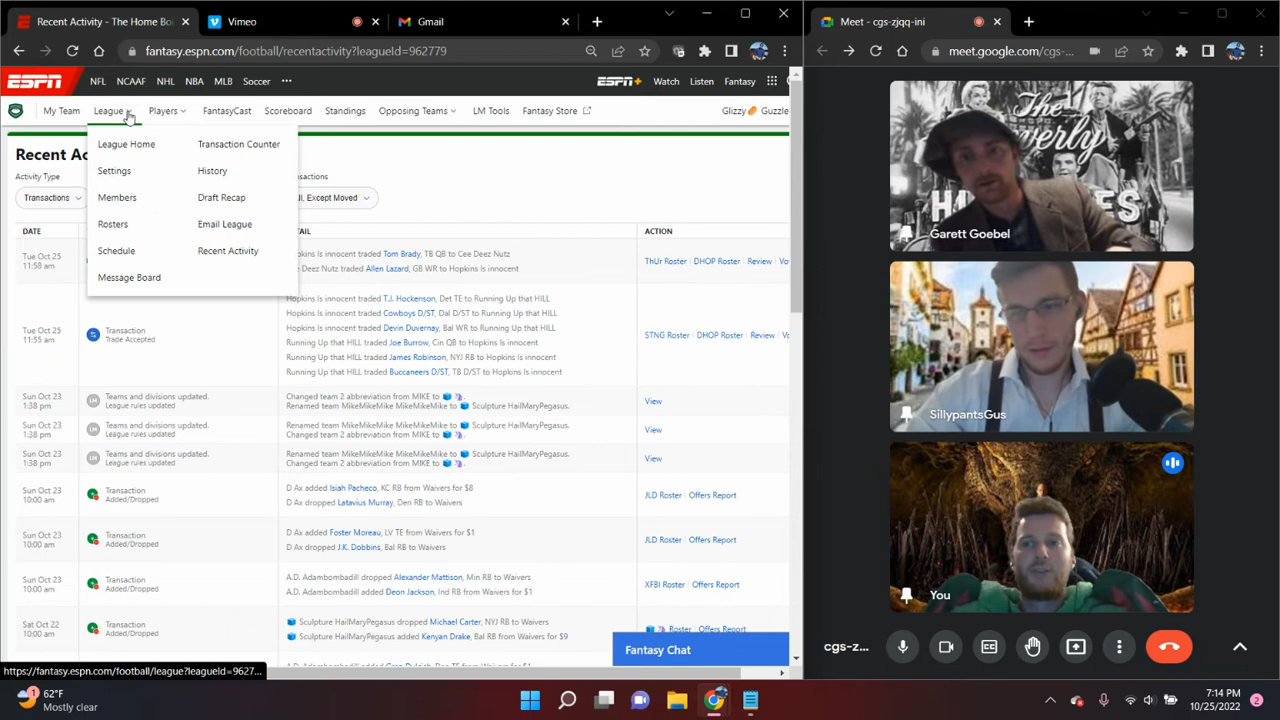 Recent Activity - The Home Bo
Vimeo
Gmail
fantasy.espn.com/football/recentactivity?leagueId=962779
ESPN NFL NCAAF NHL NBA MLB Soccer ••• ESPN+ Watch Listen Fantasy
My Team League Players FantasyCast Scoreboard Standings Opposing Teams LM Tools Fantasy Store Glizzy Guzzle
League Home Transaction Counter
Settings History
Members Draft Recap
Rosters Email League
Schedule Recent Activity
Message Board
Activity Type
Transactions
All, Except Moved
DATE
ACTION
Tue Oct 25
11:58 am
Hopkins Is innocent traded Tom Brady, TB QB to Cee Deez Nutz
Deez Nutz traded Allen Lazard, GB WR to Hopkins Is innocent
ThUr Roster DHOP Roster Review
Tue Oct 25
11:55 am
Transaction
Trade Accepted
Hopkins Is innocent traded T.J. Hockenson, Det TE to Running Up that HILL
Hopkins Is innocent traded Cowboys D/ST, Dal D/ST to Running Up that HILL
Hopkins Is innocent traded Devin Duvernay, Bal WR to Running Up that HILL
Running Up that HILL traded Joe Burrow, Cin QB to Hopkins Is innocent
Running Up that HILL traded James Robinson, NYJ RB to Hopkins Is innocent
Running Up that HILL traded Buccaneers D/ST, TB D/ST to Hopkins Is innocent
STNG Roster DHOP Roster Review
Sun Oct 23
1:38 pm
LM
Teams and divisions updated.
League rules updated
Changed team 2 abbreviation from MIKE to
Renamed team MikeMikeMike MikeMikeMike to Sculpture HailMaryPegasus.
View
Sun Oct 23
1:38 pm
LM
Teams and divisions updated.
League rules updated
Renamed team MikeMikeMike MikeMikeMike to Sculpture HailMaryPegasus.
Changed team 2 abbreviation from MIKE to
View
Sun Oct 23
1:38 pm
LM
Teams and divisions updated.
League rules updated
Renamed team MikeMikeMike MikeMikeMike to Sculpture HailMaryPegasus.
Changed team 2 abbreviation from MIKE to
View
Sun Oct 23
10:00 am
Transaction
Added/Dropped
D Ax added Isiah Pacheco, KC RB from Waivers for $8
D Ax dropped Latavius Murray, Den RB to Waivers
JLD Roster Offers Report
Sun Oct 23
10:00 am
Transaction
Added/Dropped
D Ax added Foster Moreau, LV TE from Waivers for $1
D Ax dropped J.K. Dobbins, Bal RB to Waivers
JLD Roster Offers Report
Sun Oct 23
10:00 am
Transaction
Added/Dropped
A.D. Adambombadill dropped Alexander Mattison, Min RB to Waivers
A.D. Adambombadill added Deon Jackson, Ind RB from Waivers for $1
XFBI Roster Offers Report
Sat Oct 22
10:00 am
Transaction
Added/Dropped
Sculpture HailMaryPegasus dropped Michael Carter, NYJ RB to Waivers
Sculpture HailMaryPegasus added Kenyan Drake, Bal RB from Waivers for $9
Roster Offers Report
Fantasy Chat
https://fantasy.espn.com/football/league?leagueId=9627...
Meet - cgs-zjqq-ini
meet.google.com/cgs-...
The
Garett Goebel
SillypantsGus
You
cgs-z...
62°F
Mostly clear
1
7:14 PM
10/25/2022
2